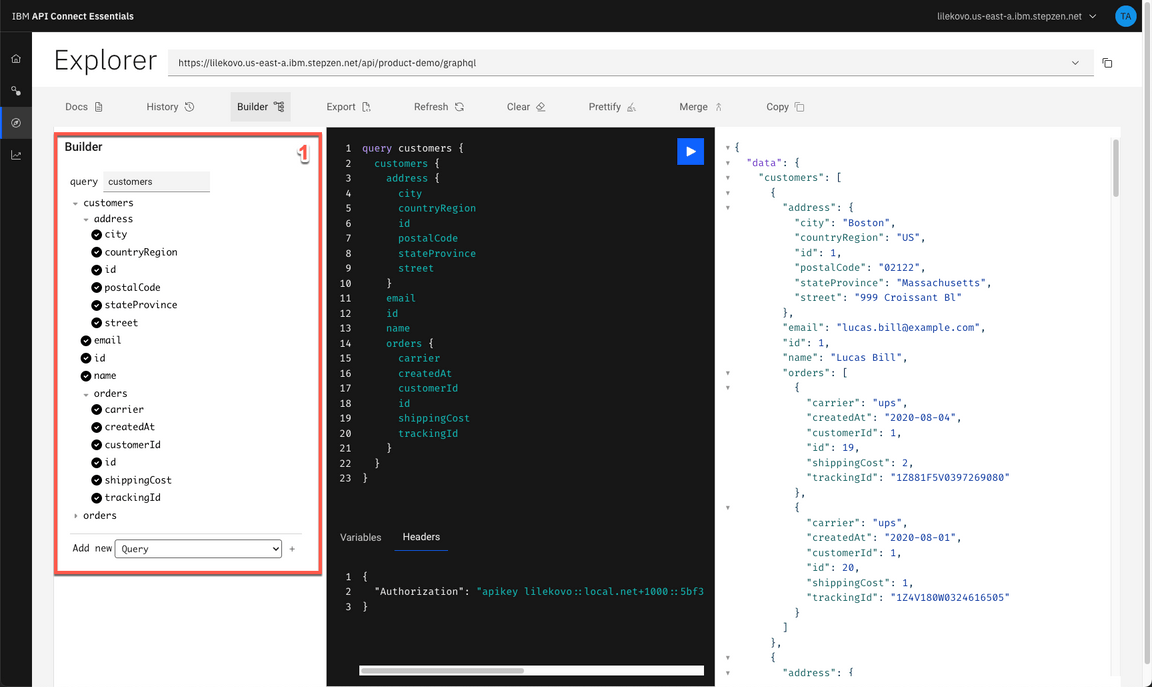 IBM API Connect Essentials
lilekovo.us-east-a.ibm.stepzen.net
TA
Explorer
https://lilekovo.us-east-a.ibm.stepzen.net/api/product-demo/graphql
Docs
History
Builder
Export
Refresh
Clear
Prettify
Merge
Copy
Builder
1
query customers
customers
address
city
countryRegion
id
postalCode
stateProvince
street
email
id
name
orders
carrier
createdAt
customerId
id
shippingCost
trackingId
orders
Add new Query +
1 query customers {
2 customers {
3 address {
4 city
5 countryRegion
6 id
7 postalCode
8 stateProvince
9 street
10 }
11 email
12 id
13 name
14 orders {
15 carrier
16 createdAt
17 customerId
18 id
19 shippingCost
20 trackingId
21 }
22 }
23 }
Variables
Headers
1 {
2 "Authorization": "apikey lilekovo::local.net+1000::5bf3
3 }
{
"data": {
"customers": [
{
"address": {
"city": "Boston",
"countryRegion": "US",
"id": 1,
"postalCode": "02122",
"stateProvince": "Massachusetts",
"street": "999 Croissant Bl"
},
"email": "lucas.bill@example.com",
"id": 1,
"name": "Lucas Bill",
"orders": [
{
"carrier": "ups",
"createdAt": "2020-08-04",
"customerId": 1,
"id": 19,
"shippingCost": 2,
"trackingId": "1Z881F5V0397269080"
},
{
"carrier": "ups",
"createdAt": "2020-08-01",
"customerId": 1,
"id": 20,
"shippingCost": 1,
"trackingId": "1Z4V180W0324616505"
}
]
},
{
"address": {